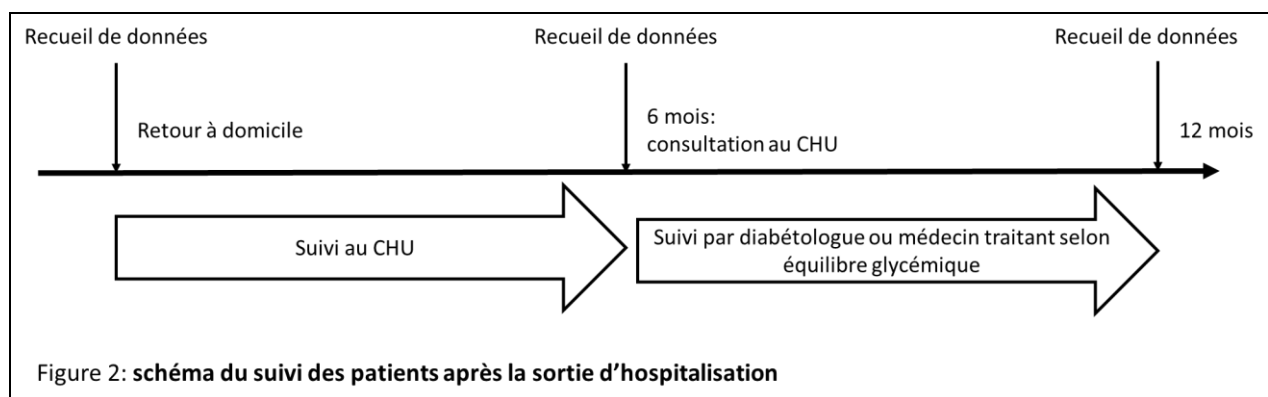 Recueil de données
Recueil de données
Recueil de données
Retour à domicile
6 mois:
consultation au CHU
12 mois
Suivi au CHU
Suivi par diabétologue ou médecin traitant selon
équilibre glycémique
Figure 2: schéma du suivi des patients après la sortie d'hospitalisation